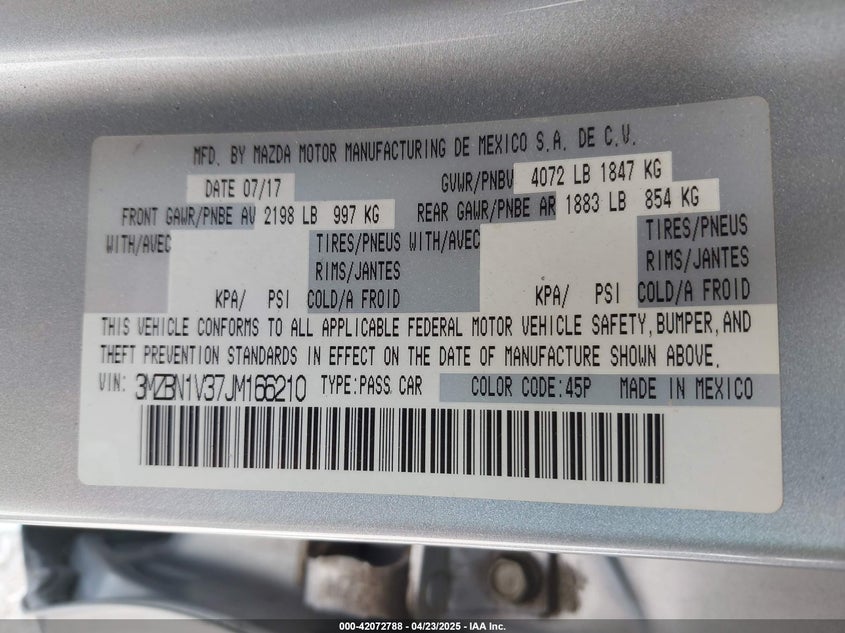 MFD. BY MAZDA MOTOR MANUFACTURING DE MEXICO S.A. DE C.V.
DATE 07/17 GVWR/PNBV 4072 LB 1847 KG
FRONT GAWR/PNBE AV 2198 LB 997 KG REAR GAWR/PNBE AR 1883 LB 854 KG
WITH/AVEC TIRES/PNEUS WITH/AVEC TIRES/PNEUS
RIMS/JANTES RIMS/JANTES
KPA/ PSI COLD/A FROID KPA/ PSI COLD/A FROID
THIS VEHICLE CONFORMS TO ALL APPLICABLE FEDERAL MOTOR VEHICLE SAFETY, BUMPER, AND
THEFT PREVENTION STANDARDS IN EFFECT ON THE DATE OF MANUFACTURE SHOWN ABOVE.
VIN: 3MZBN1V37JM166210 TYPE:PASS CAR COLOR CODE:45P MADE IN MEXICO
000-42072788 - 04/23/2025 - IAA Inc.